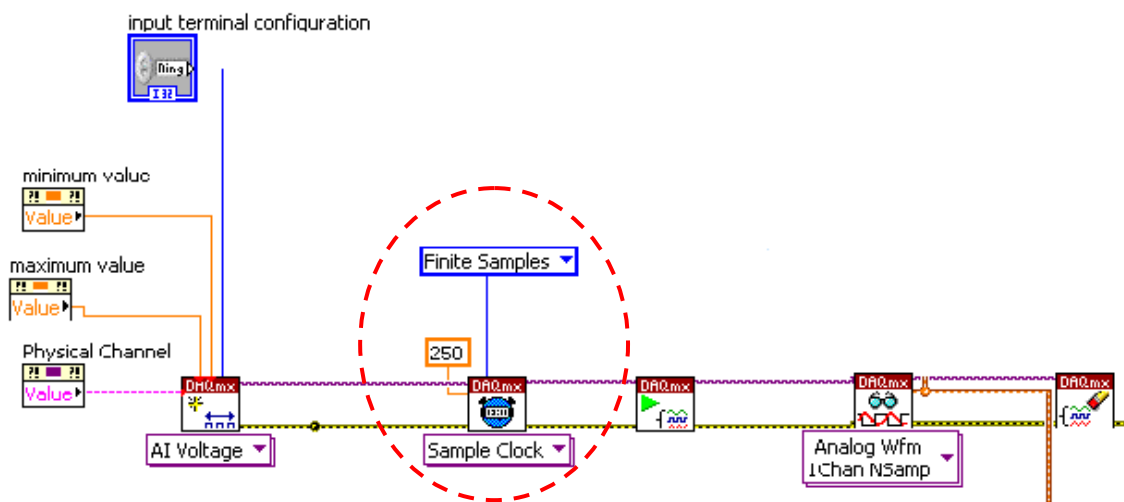 input terminal configuration
Ring
I32
minimum value
?! ?!
Value
maximum value
?! ?!
Value
Physical Channel
?! ?!
Value
Finite Samples
250
DAQmx
DAQmx
DAQmx
DAQmx
DAQmx
AI Voltage
Sample Clock
Analog Wfm
1Chan NSamp